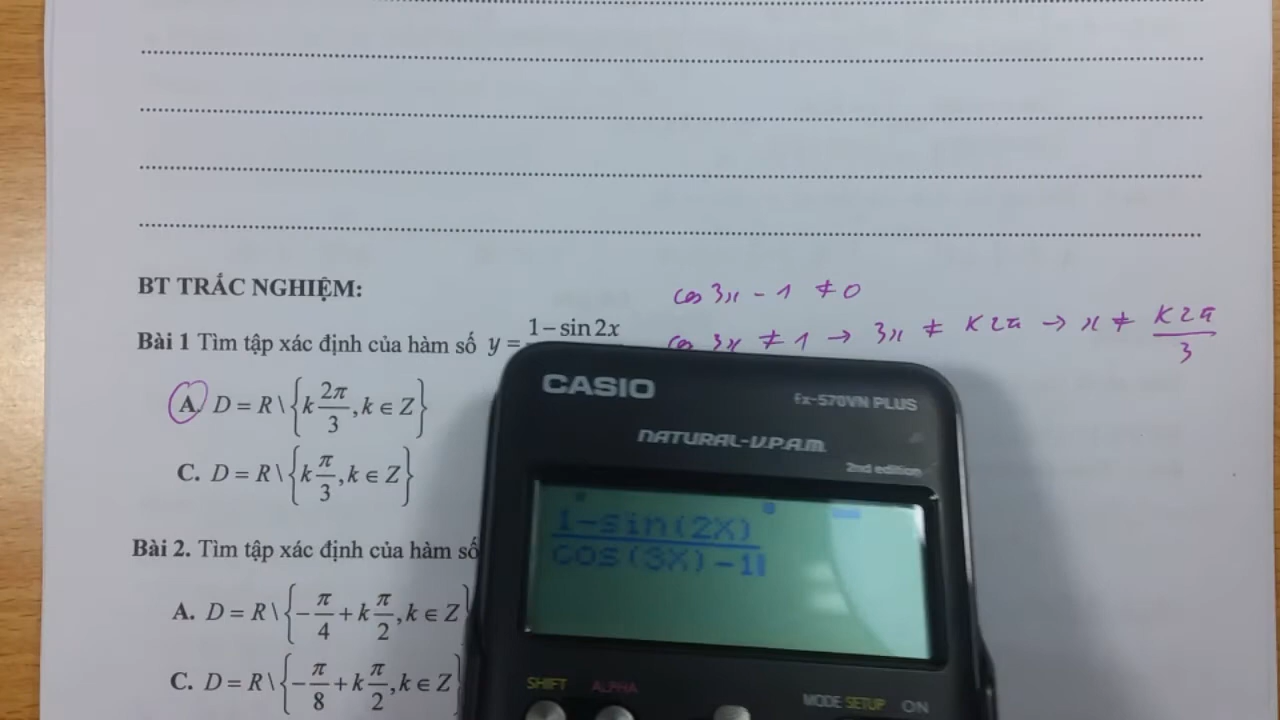 BT TRẮC NGHIỆM:
cos 3x - 1 ≠ 0
Bài 1 Tìm tập xác định của hàm số y = 1 – sin 2x
cos 3x ≠ 1 → 3x ≠ k2π → x ≠ k2π/3
A. D = R \ {k 2π/3, k ∈ Z}
C. D = R \ {k π/3, k ∈ Z}
Bài 2. Tìm tập xác định của hàm số
A. D = R \ {-π/4 + k π/2, k ∈ Z}
C. D = R \ {-π/8 + k π/2, k ∈ Z}
CASIO
fx-570VN PLUS
NATURAL-V.P.A.M.
2nd edition
1-sin(2X)
cos(3X)-1
SHIFT ALPHA MODE SETUP ON